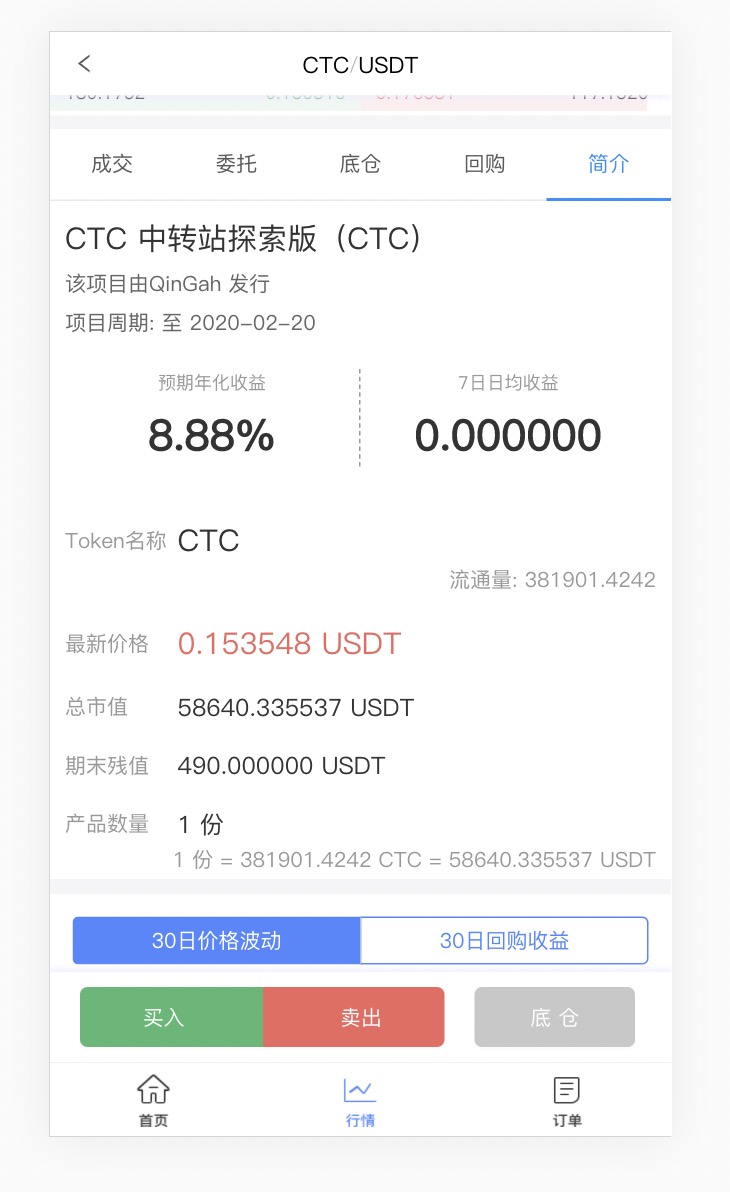 CTC/USDT
成交 委托 底仓 回购 简介
CTC 中转站探索版（CTC）
该项目由QinGah 发行
项目周期: 至 2020-02-20
预期年化收益 7日日均收益
8.88% 0.000000
Token名称 CTC
流通量: 381901.4242
最新价格 0.153548 USDT
总市值 58640.335537 USDT
期末残值 490.000000 USDT
产品数量 1 份
1 份 = 381901.4242 CTC = 58640.335537 USDT
30日价格波动 30日回购收益
买入 卖出 底 仓
首页 行情 订单